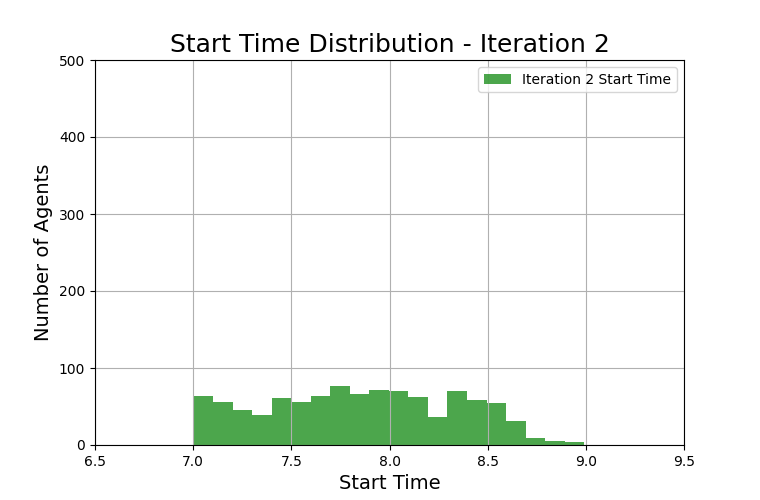 Start Time Distribution - Iteration 2
Iteration 2 Start Time
Number of Agents
500
400
300
200
100
0
6.5 7.0 7.5 8.0 8.5 9.0 9.5
Start Time